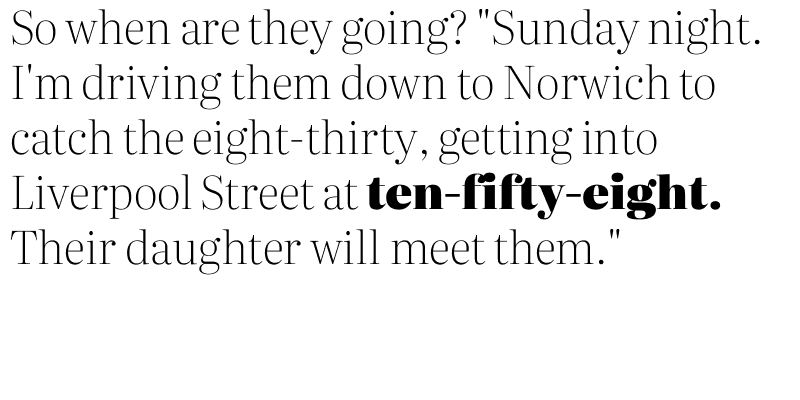 So when are they going? "Sunday night.
I'm driving them down to Norwich to
catch the eight-thirty, getting into
Liverpool Street at ten-fifty-eight.
Their daughter will meet them."